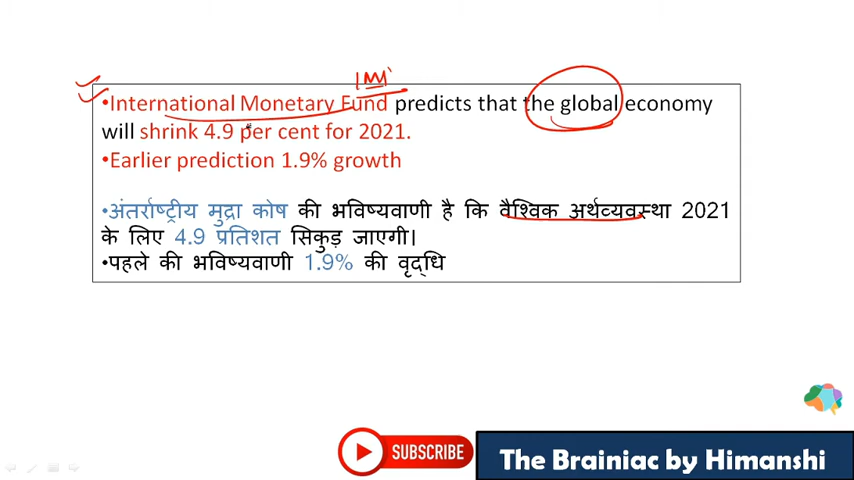 •International Monetary Fund predicts that the global economy
will shrink 4.9 per cent for 2021.
•Earlier prediction 1.9% growth
•अंतर्राष्ट्रीय मुद्रा कोष की भविष्यवाणी है कि वैश्विक अर्थव्यवस्था 2021
के लिए 4.9 प्रतिशत सिकुड़ जाएगी।
•पहले की भविष्यवाणी 1.9% की वृद्धि
SUBSCRIBE
The Brainiac by Himanshi